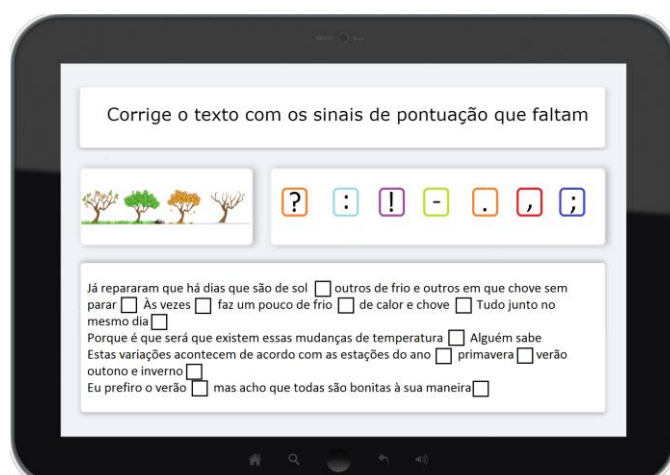 Corrige o texto com os sinais de pontuação que faltam
? : ! - . , ;
Já repararam que há dias que são de sol outros de frio e outros em que chove sem
parar Às vezes faz um pouco de frio de calor e chove Tudo junto no
mesmo dia
Porque é que será que existem essas mudanças de temperatura Alguém sabe
Estas variações acontecem de acordo com as estações do ano primavera verão
outono e inverno
Eu prefiro o verão mas acho que todas são bonitas à sua maneira